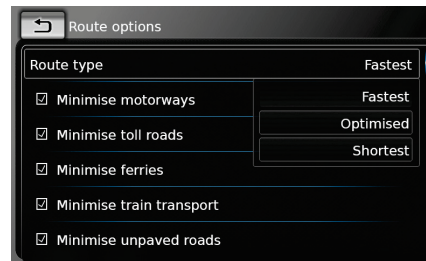 Route options
Route type Fastest
Minimise motorways Fastest
Minimise toll roads Optimised
Minimise ferries Shortest
Minimise train transport
Minimise unpaved roads